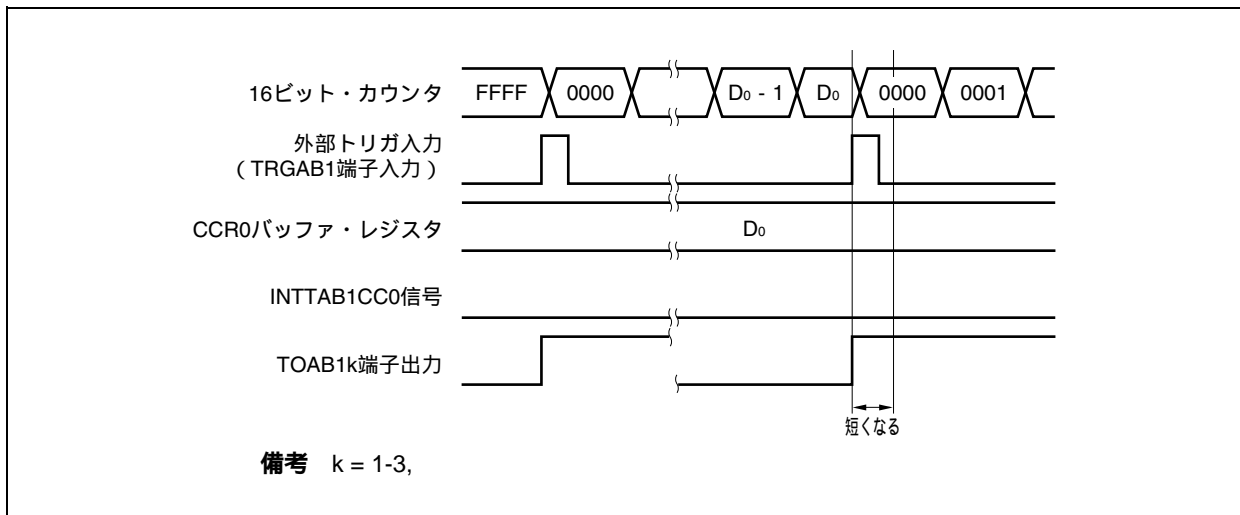 16ビット・カウンタ FFFF 0000 D0 - 1 D0 0000 0001
外部トリガ入力
（TRGAB1端子入力）
CCR0バッファ・レジスタ D0
INTTAB1CC0信号
TOAB1k端子出力
短くなる
備考 k = 1-3,